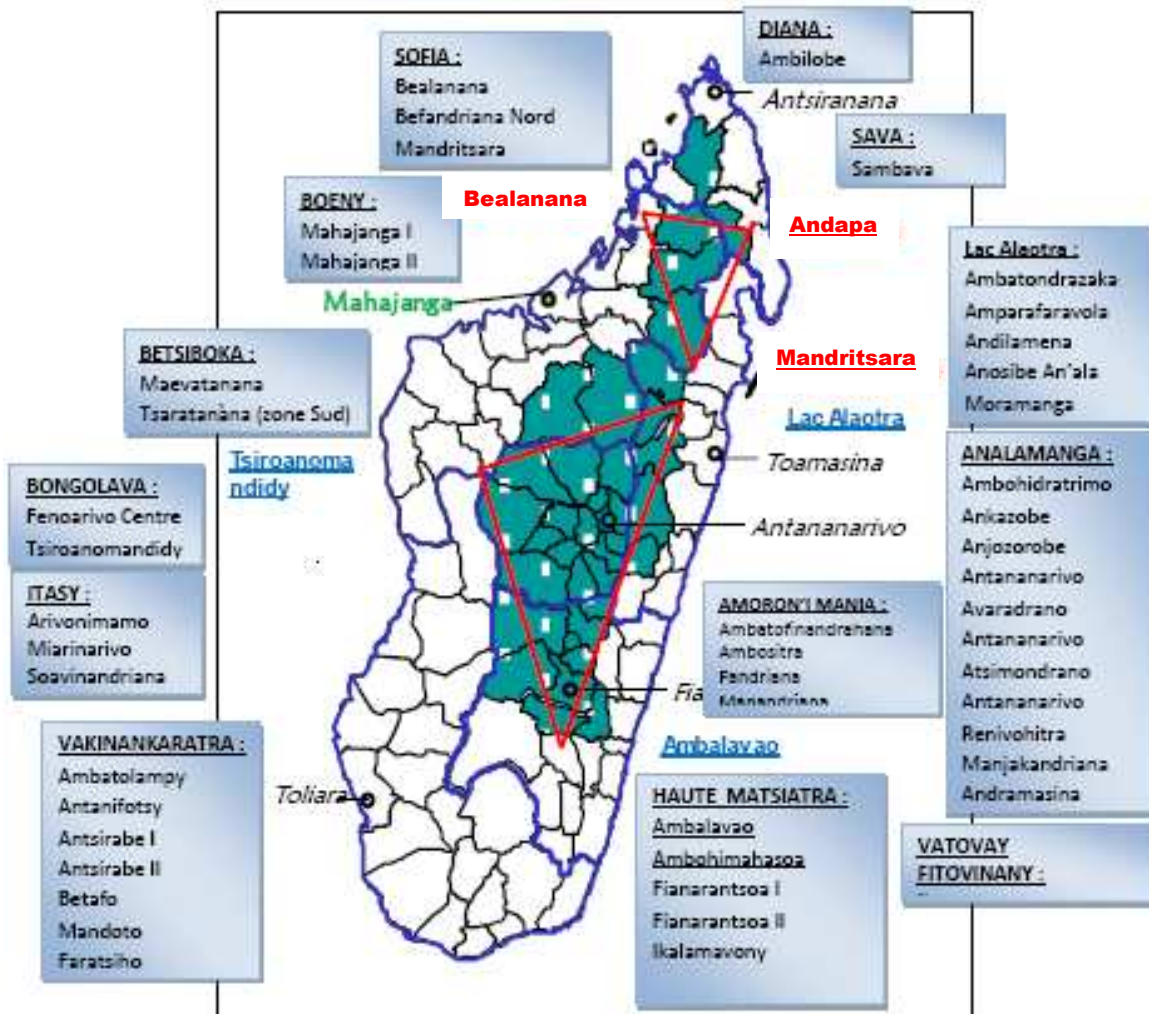 DIANA :
Ambilobe
SOFIA :
Bealanana
Befandriana Nord
Mandritsara
Antsiranana
SAVA :
Sambava
BOENY :
Mahajanga I
Mahajanga II
Bealanana
Andapa
Mahajanga
Lac Alaotra :
Ambatondrazaka
Amparafaravola
Andilamena
Anosibe An'ala
Moramanga
BETSIBOKA :
Maevatanana
Tsaratanàna (zone Sud)
Mandritsara
Lac Alaotra
Toamasina
Tsiroanoma
ndidy
BONGOLAVA :
Fenoarivo Centre
Tsiroanomandidy
ANALAMANGA :
Ambohidratrimo
Ankazobe
Anjozorobe
Antananarivo
Avaradrano
Antananarivo
Atsimondrano
Antananarivo
Renivohitra
Manjakandriana
Andramasina
Antananarivo
ITASY :
Arivonimamo
Miarinarivo
Soavinandriana
AMORON'I MANIA :
Ambatofinandrahana
Ambositra
Fandriana
Manandriana
Fia
VAKINANKARATRA :
Ambatolampy
Antanifotsy
Antsirabe I
Antsirabe II
Betafo
Mandoto
Faratsiho
Toliara
Ambalavao
HAUTE MATSIATRA :
Ambalavao
Ambohimahasoa
Fianarantsoa I
Fianarantsoa II
Ikalamavony
VATOVAY
FITOVINANY :